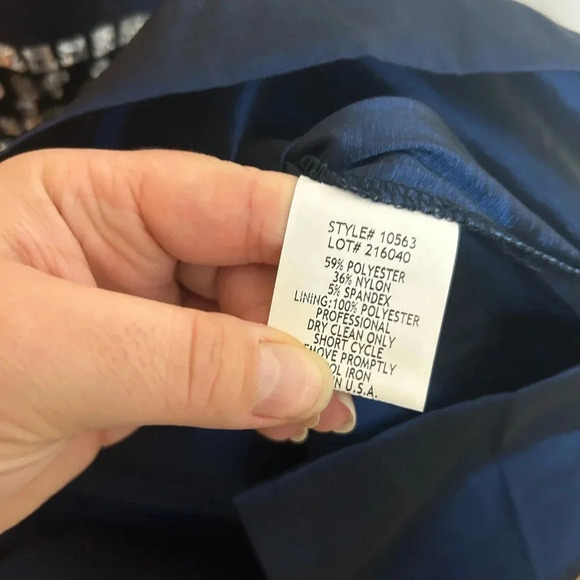 STYLE# 10563
LOT# 216040
59% POLYESTER
36% NYLON
5% SPANDEX
LINING:100% POLYESTER
PROFESSIONAL
DRY CLEAN ONLY
SHORT CYCLE
PROMPTLY
IRON
U.S.A.